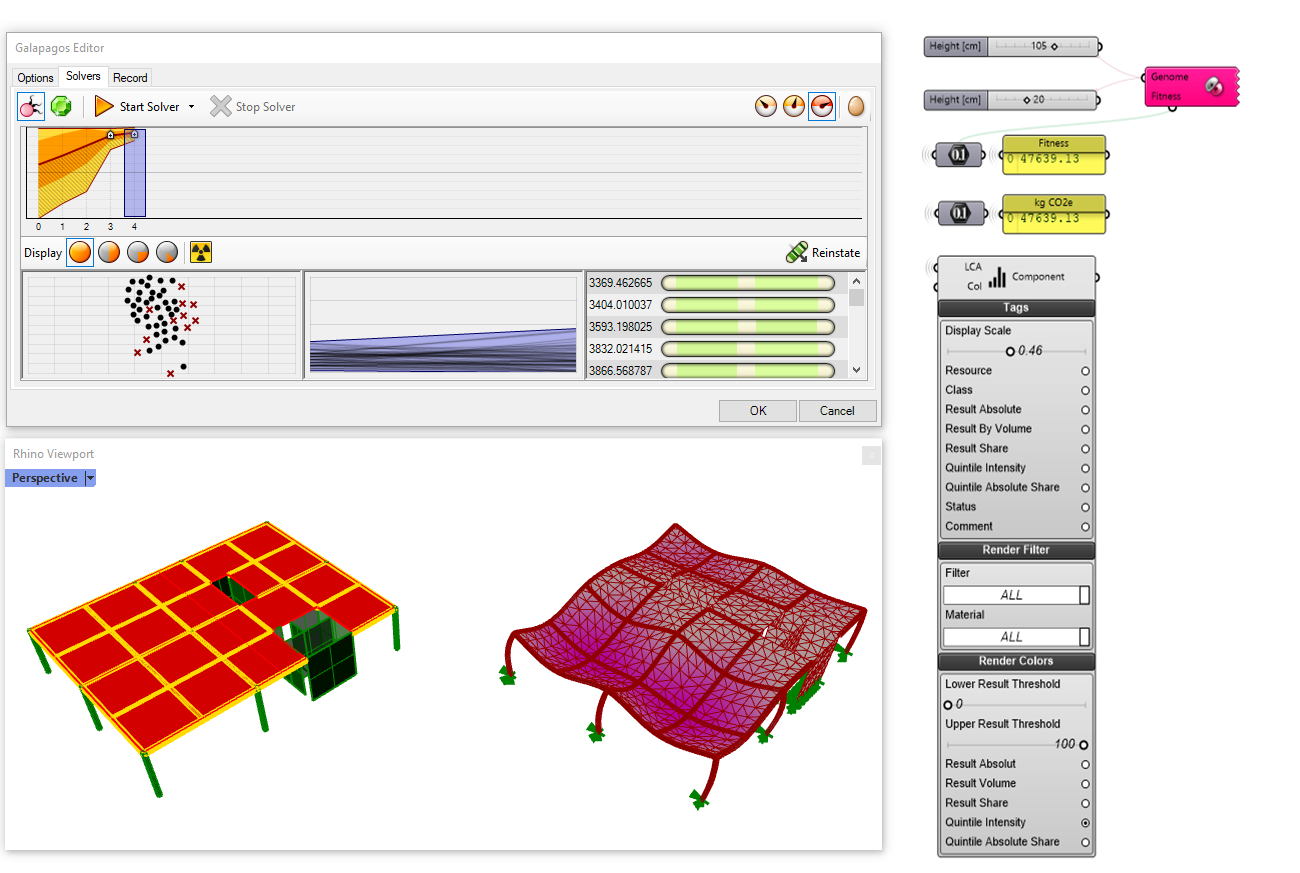 Galapagos Editor
Options Solvers Record
Start Solver Stop Solver
0 1 2 3 4
Display Reinstate
3369.462665
3404.010037
3593.198025
3832.021415
3866.568787
OK Cancel
Rhino Viewport
x
Perspective
Height [cm] 105
Height [cm] 20
Genome
Fitness
0.1
Fitness
0 47639.13
0.1
kg CO2e
0 47639.13
LCA
Col
Component
Tags
Display Scale
0.46
Resource
Class
Result Absolute
Result By Volume
Result Share
Quintile Intensity
Quintile Absolute Share
Status
Comment
Render Filter
Filter
ALL
Material
ALL
Render Colors
Lower Result Threshold
0
Upper Result Threshold
100
Result Absolut
Result Volume
Result Share
Quintile Intensity
Quintile Absolute Share